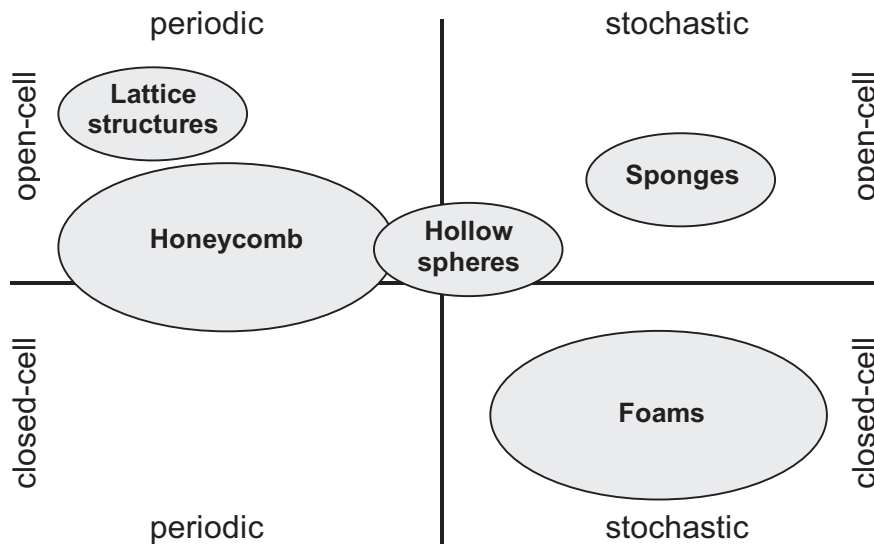 periodic
stochastic
open-cell
Lattice
structures
open-cell
Sponges
Honeycomb
Hollow
spheres
closed-cell
Foams
closed-cell
periodic
stochastic